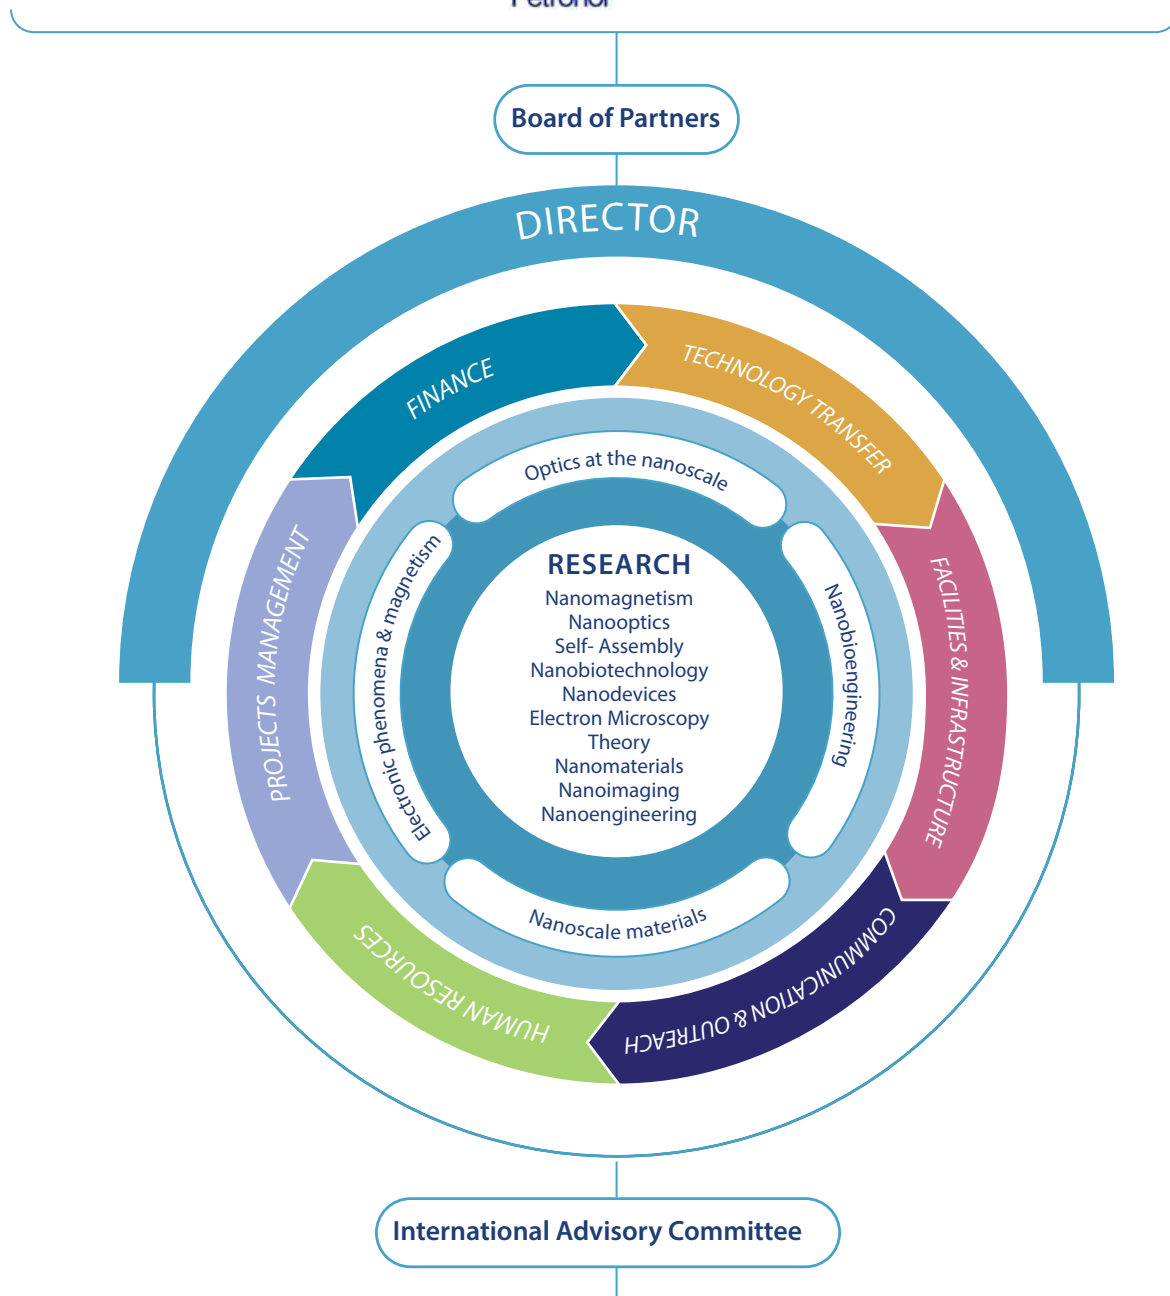 Petronor
Board of Partners
DIRECTOR
FINANCE
TECHNOLOGY TRANSFER
FACILITIES & INFRASTRUCTURE
COMMUNICATION & OUTREACH
HUMAN RESOURCES
PROJECTS MANAGEMENT
Optics at the nanoscale
Nanobioengineering
Nanoscale materials
Electronic phenomena & magnetism
RESEARCH
Nanomagnetism
Nanooptics
Self- Assembly
Nanobiotechnology
Nanodevices
Electron Microscopy
Theory
Nanomaterials
Nanoimaging
Nanoengineering
International Advisory Committee